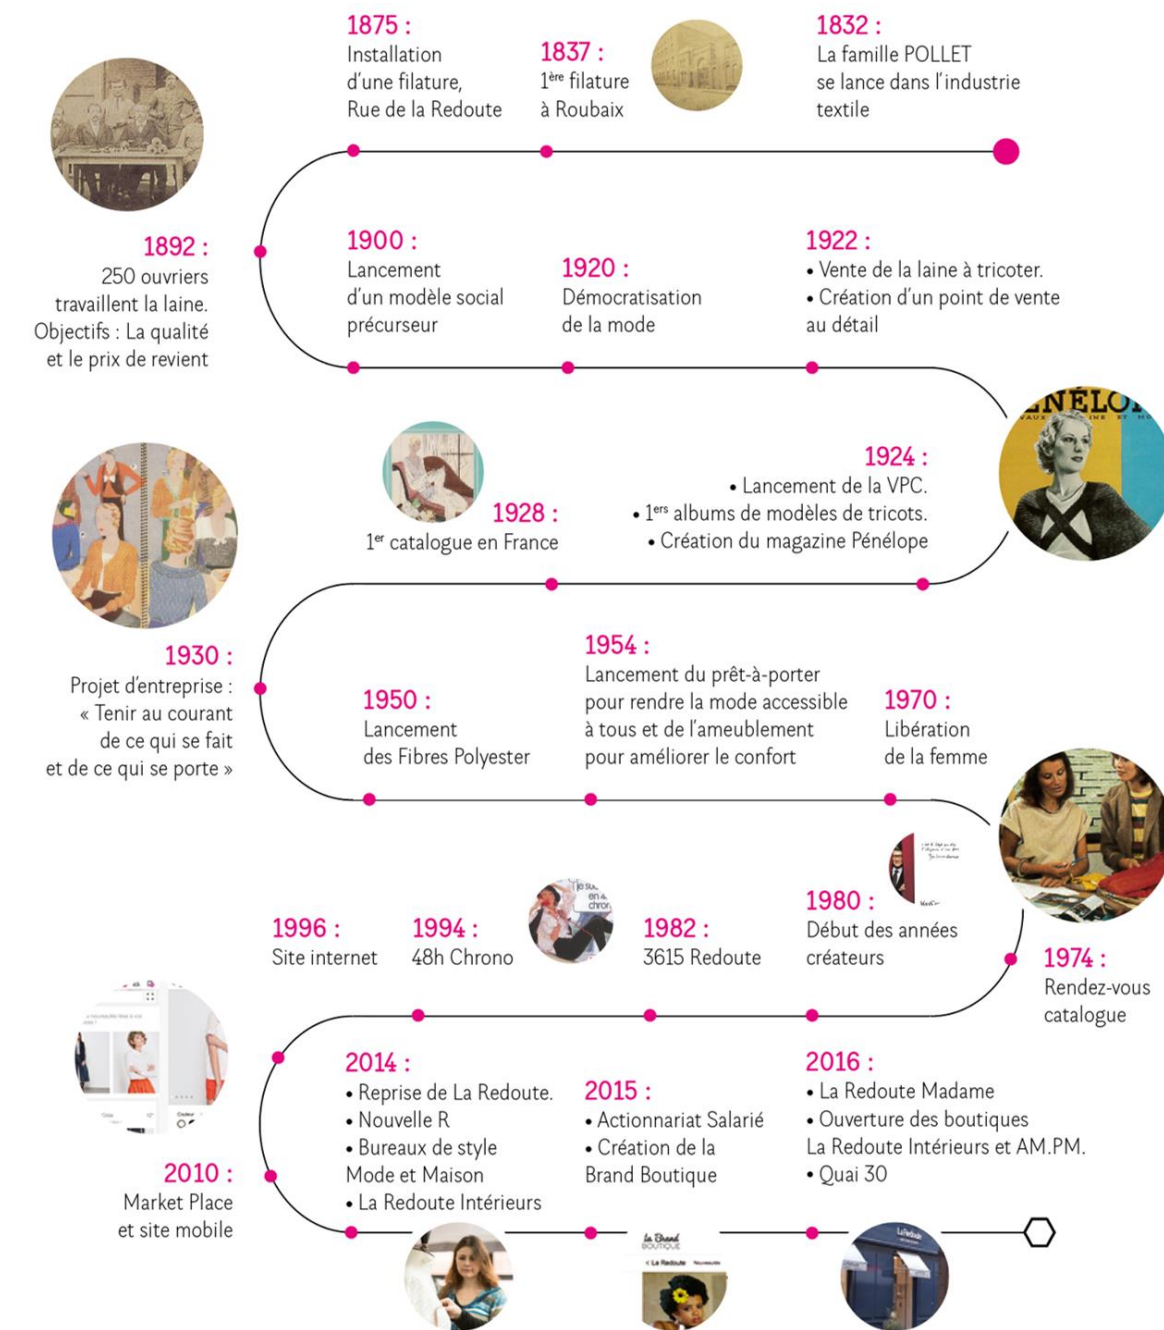 1832 :
La famille POLLET
se lance dans l'industrie
textile
1837 :
1ère filature
à Roubaix
1875 :
Installation
d'une filature,
Rue de la Redoute
1892 :
250 ouvriers
travaillent la laine.
Objectifs : La qualité
et le prix de revient
1900 :
Lancement
d'un modèle social
précurseur
1920 :
Démocratisation
de la mode
1922 :
• Vente de la laine à tricoter.
• Création d'un point de vente
au détail
1924 :
• Lancement de la VPC.
• 1ers albums de modèles de tricots.
• Création du magazine Pénélope
1928 :
1er catalogue en France
1930 :
Projet d'entreprise :
« Tenir au courant
de ce qui se fait
et de ce qui se porte »
1950 :
Lancement
des Fibres Polyester
1954 :
Lancement du prêt-à-porter
pour rendre la mode accessible
à tous et de l'ameublement
pour améliorer le confort
1970 :
Libération
de la femme
1974 :
Rendez-vous
catalogue
1980 :
Début des années
créateurs
1982 :
3615 Redoute
1994 :
48h Chrono
1996 :
Site internet
2010 :
Market Place
et site mobile
2014 :
• Reprise de La Redoute.
• Nouvelle R
• Bureaux de style
Mode et Maison
• La Redoute Intérieurs
2015 :
• Actionnariat Salarié
• Création de la
Brand Boutique
2016 :
• La Redoute Madame
• Ouverture des boutiques
La Redoute Intérieurs et AM.PM.
• Quai 30
la Brand
BOUTIQUE
< La Redoute Nouveautés
LaRedoute